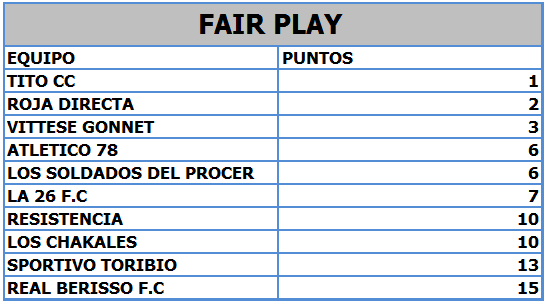 FAIR PLAY
EQUIPO PUNTOS
TITO CC 1
ROJA DIRECTA 2
VITTESE GONNET 3
ATLETICO 78 6
LOS SOLDADOS DEL PROCER 6
LA 26 F.C 7
RESISTENCIA 10
LOS CHAKALES 10
SPORTIVO TORIBIO 13
REAL BERISSO F.C 15